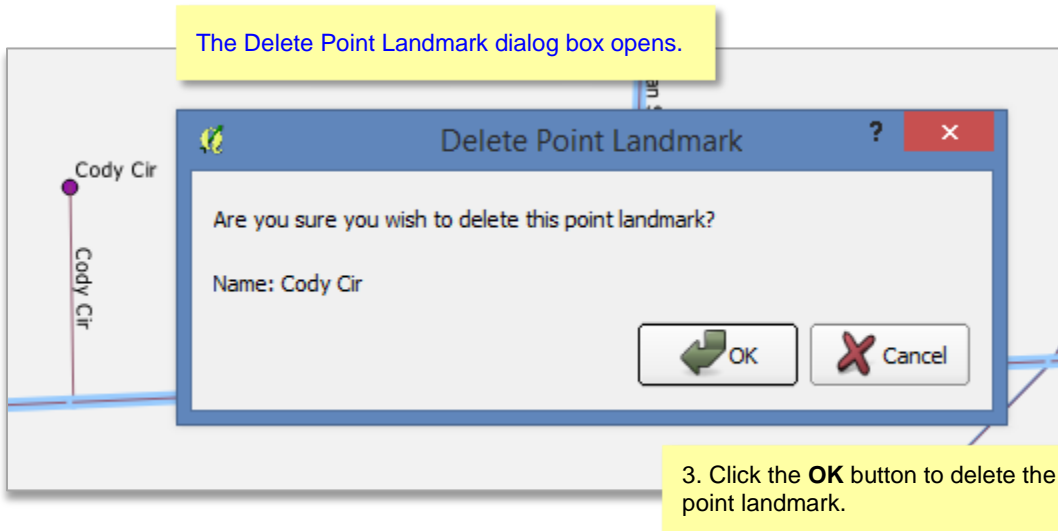 The Delete Point Landmark dialog box opens.
Delete Point Landmark
?
Cody Cir
Cody Cir
Are you sure you wish to delete this point landmark?
Name: Cody Cir
OK
Cancel
3. Click the OK button to delete the
point landmark.